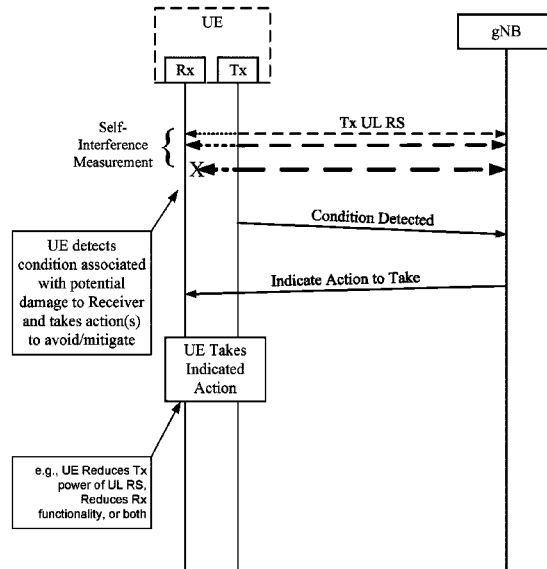 UE
gNB
Rx
Tx
Self-
Interference
Measurement
Tx UL RS
X
Condition Detected
UE detects
condition associated
with potential
damage to Receiver
and takes action(s)
to avoid/mitigate
Indicate Action to Take
UE Takes
Indicated
Action
e.g., UE Reduces Tx
power of UL RS,
Reduces Rx
functionality, or both